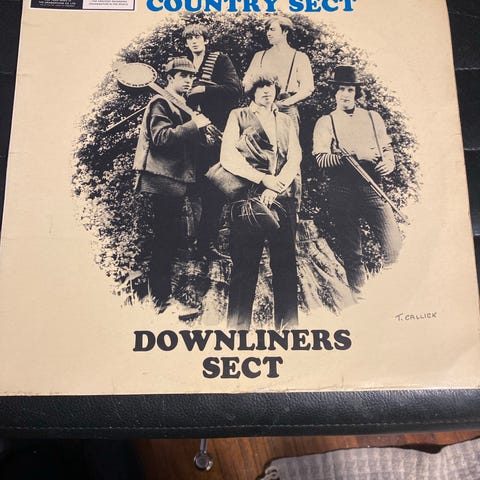 COUNTRY SECT
T. CALLICK
DOWNLINERS
SECT